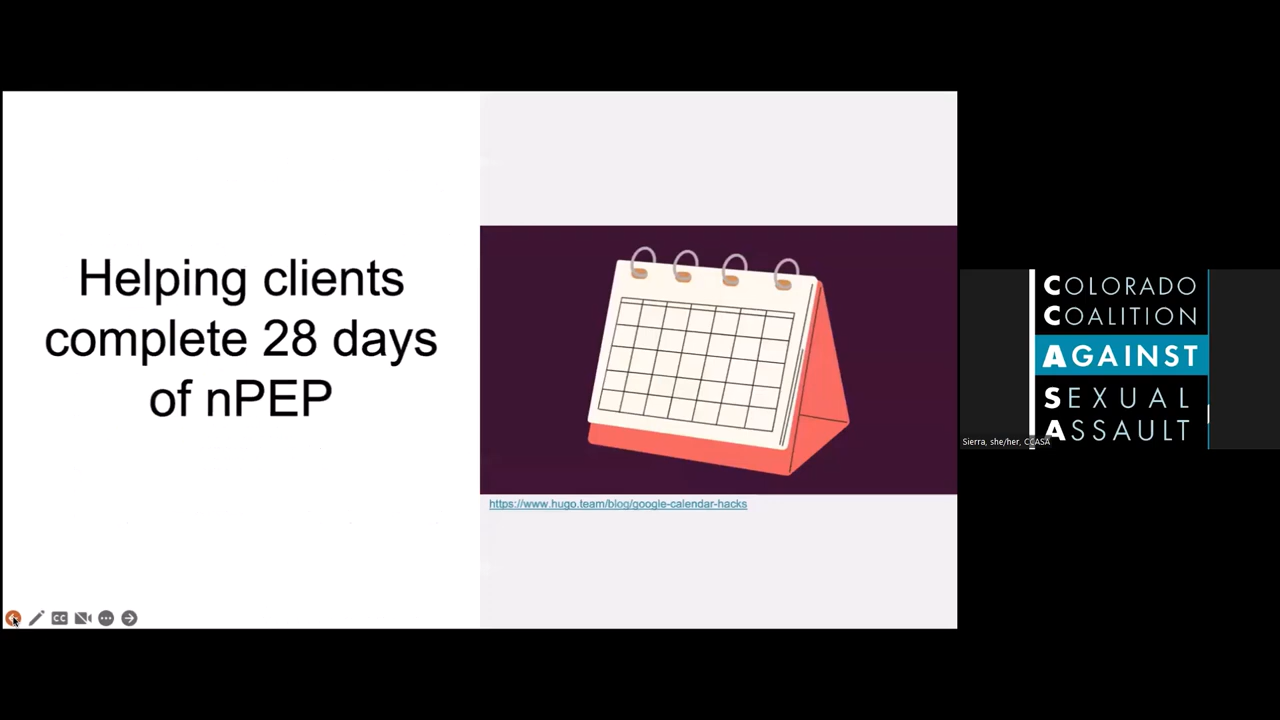 Helping clients
complete 28 days
of nPEP
https://www.hugo.team/blog/google-calendar-hacks
CC
COLORADO
COALITION
AGAINST
SEXUAL
ASSAULT
Sierra, she/her, CCASA